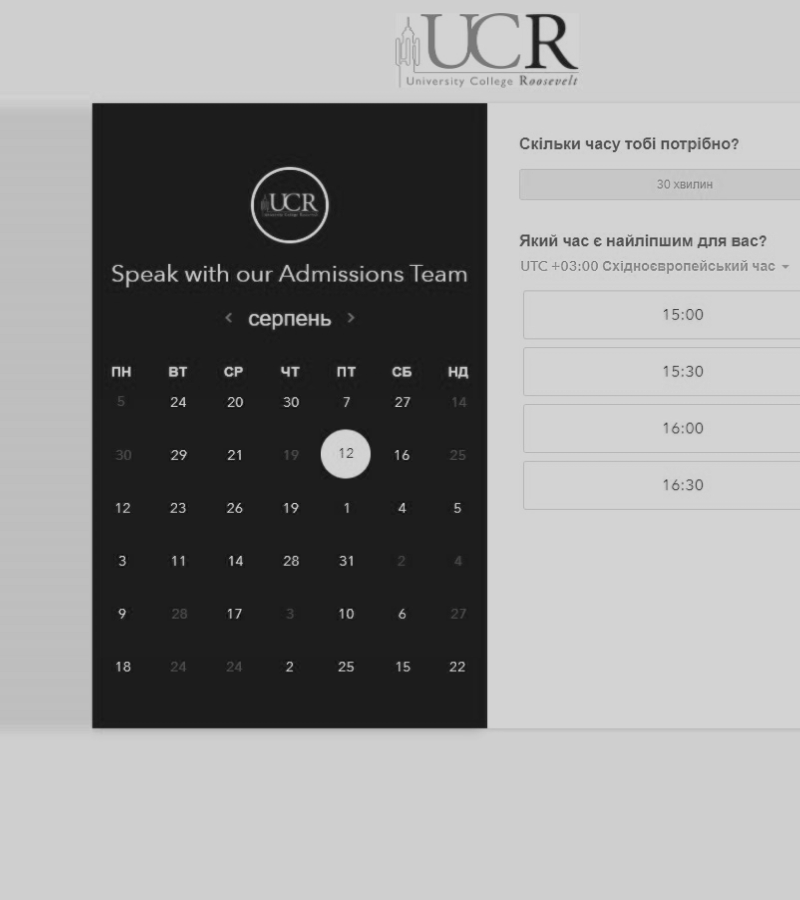 UCR
University College Roosevelt
Скільки часу тобі потрібно?
30 хвилин
UCR
Speak with our Admissions Team
‹ серпень ›
ПН ВТ СР ЧТ ПТ СБ НД
5 24 20 30 7 27 14
30 29 21 19 12 16 25
12 23 26 19 1 4 5
3 11 14 28 31 2 4
9 28 17 3 10 6 27
18 24 24 2 25 15 22
Який час є найліпшим для вас?
UTC +03:00 Східноєвропейський час
15:00
15:30
16:00
16:30